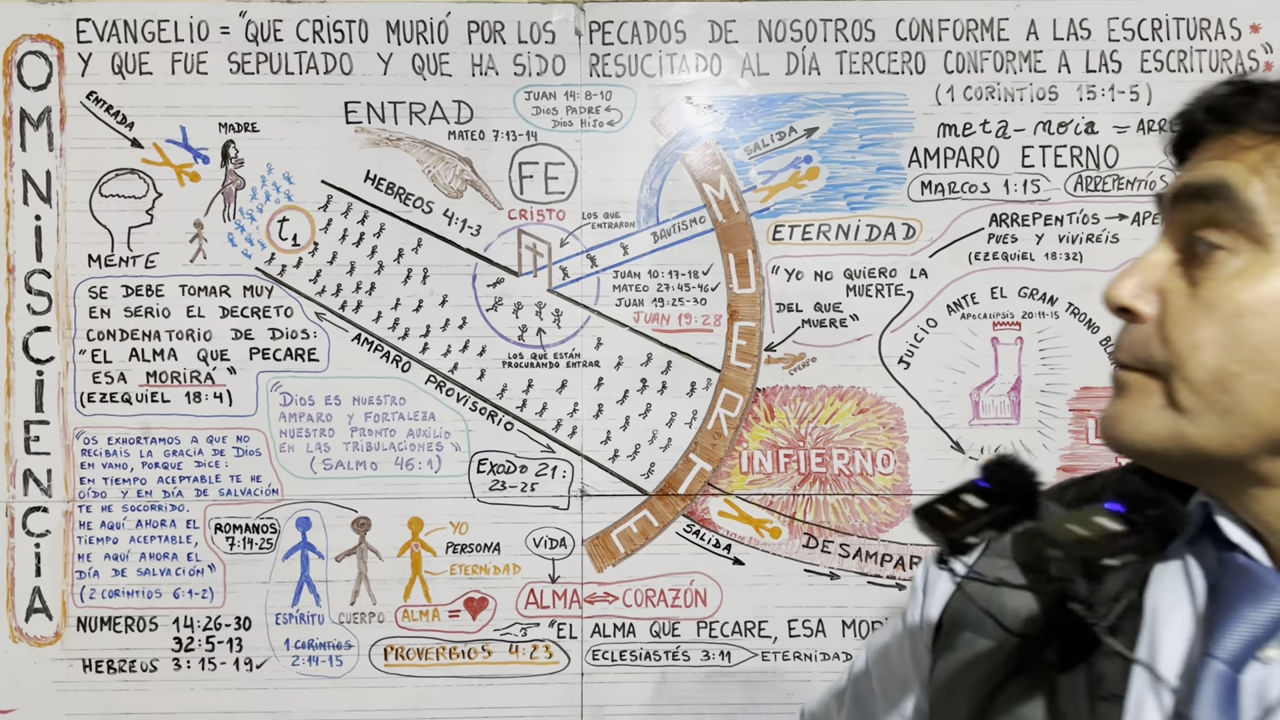 EVANGELIO = "QUE CRISTO MURIÓ POR LOS PECADOS DE NOSOTROS CONFORME A LAS ESCRITURAS*
Y QUE FUE SEPULTADO Y QUE HA SIDO RESUCITADO AL DÍA TERCERO CONFORME A LAS ESCRITURAS"*
(1 CORINTIOS 15:1-5)
OMNISCIENCIA
ENTRADA
MADRE
MENTE
t1
ENTRAD
MATEO 7:13-14
JUAN 14:8-10
DIOS PADRE
DIOS HIJO
FE
CRISTO
HEBREOS 4:1-3
LOS QUE
ENTRARON
BAUTISMO
SALIDA
meta-noia = ARRE
AMPARO ETERNO
MARCOS 1:15
ARREPENTÍOS
ETERNIDAD
ARREPENTÍOS → APE
PUES Y VIVIRÉIS
(EZEQUIEL 18:32)
JUAN 10:17-18✓
MATEO 27:45-46✓
JUAN 19:25-30
JUAN 19:28
"YO NO QUIERO LA
MUERTE
DEL QUE
MUERE"
CUERPO
JUICIO ANTE EL GRAN TRONO BL
APOCALIPSIS 20:11-15
MUERTE
LOS QUE ESTÁN
PROCURANDO ENTRAR
AMPARO PROVISORIO
SE DEBE TOMAR MUY
EN SERIO EL DECRETO
CONDENATORIO DE DIOS:
"EL ALMA QUE PECARE
ESA MORIRÁ"
(EZEQUIEL 18:4)
"DIOS ES NUESTRO
AMPARO Y FORTALEZA
NUESTRO PRONTO AUXILIO
EN LAS TRIBULACIONES"
(SALMO 46:1)
EXODO 21:
23-25
INFIERNO
SALIDA
DESAMPAR
"OS EXHORTAMOS A QUE NO
RECIBAIS LA GRACIA DE DIOS
EN VANO, PORQUE DICE:
EN TIEMPO ACEPTABLE TE HE
OÍDO Y EN DÍA DE SALVACIÓN
TE HE SOCORRIDO.
HE AQUÍ AHORA EL
TIEMPO ACEPTABLE,
HE AQUÍ AHORA EL
DÍA DE SALVACIÓN"
(2 CORINTIOS 6:1-2)
ROMANOS
7:14-25
YO
PERSONA
ETERNIDAD
ESPÍRITU
CUERPO
ALMA =
1 CORINTIOS
2:14-15
VIDA
ALMA ↔ CORAZÓN
NUMEROS 14:26-30
32:5-13
HEBREOS 3:15-19✓
PROVERBIOS 4:23
"EL ALMA QUE PECARE, ESA MOR
ECLESIASTÉS 3:11
ETERNIDAD